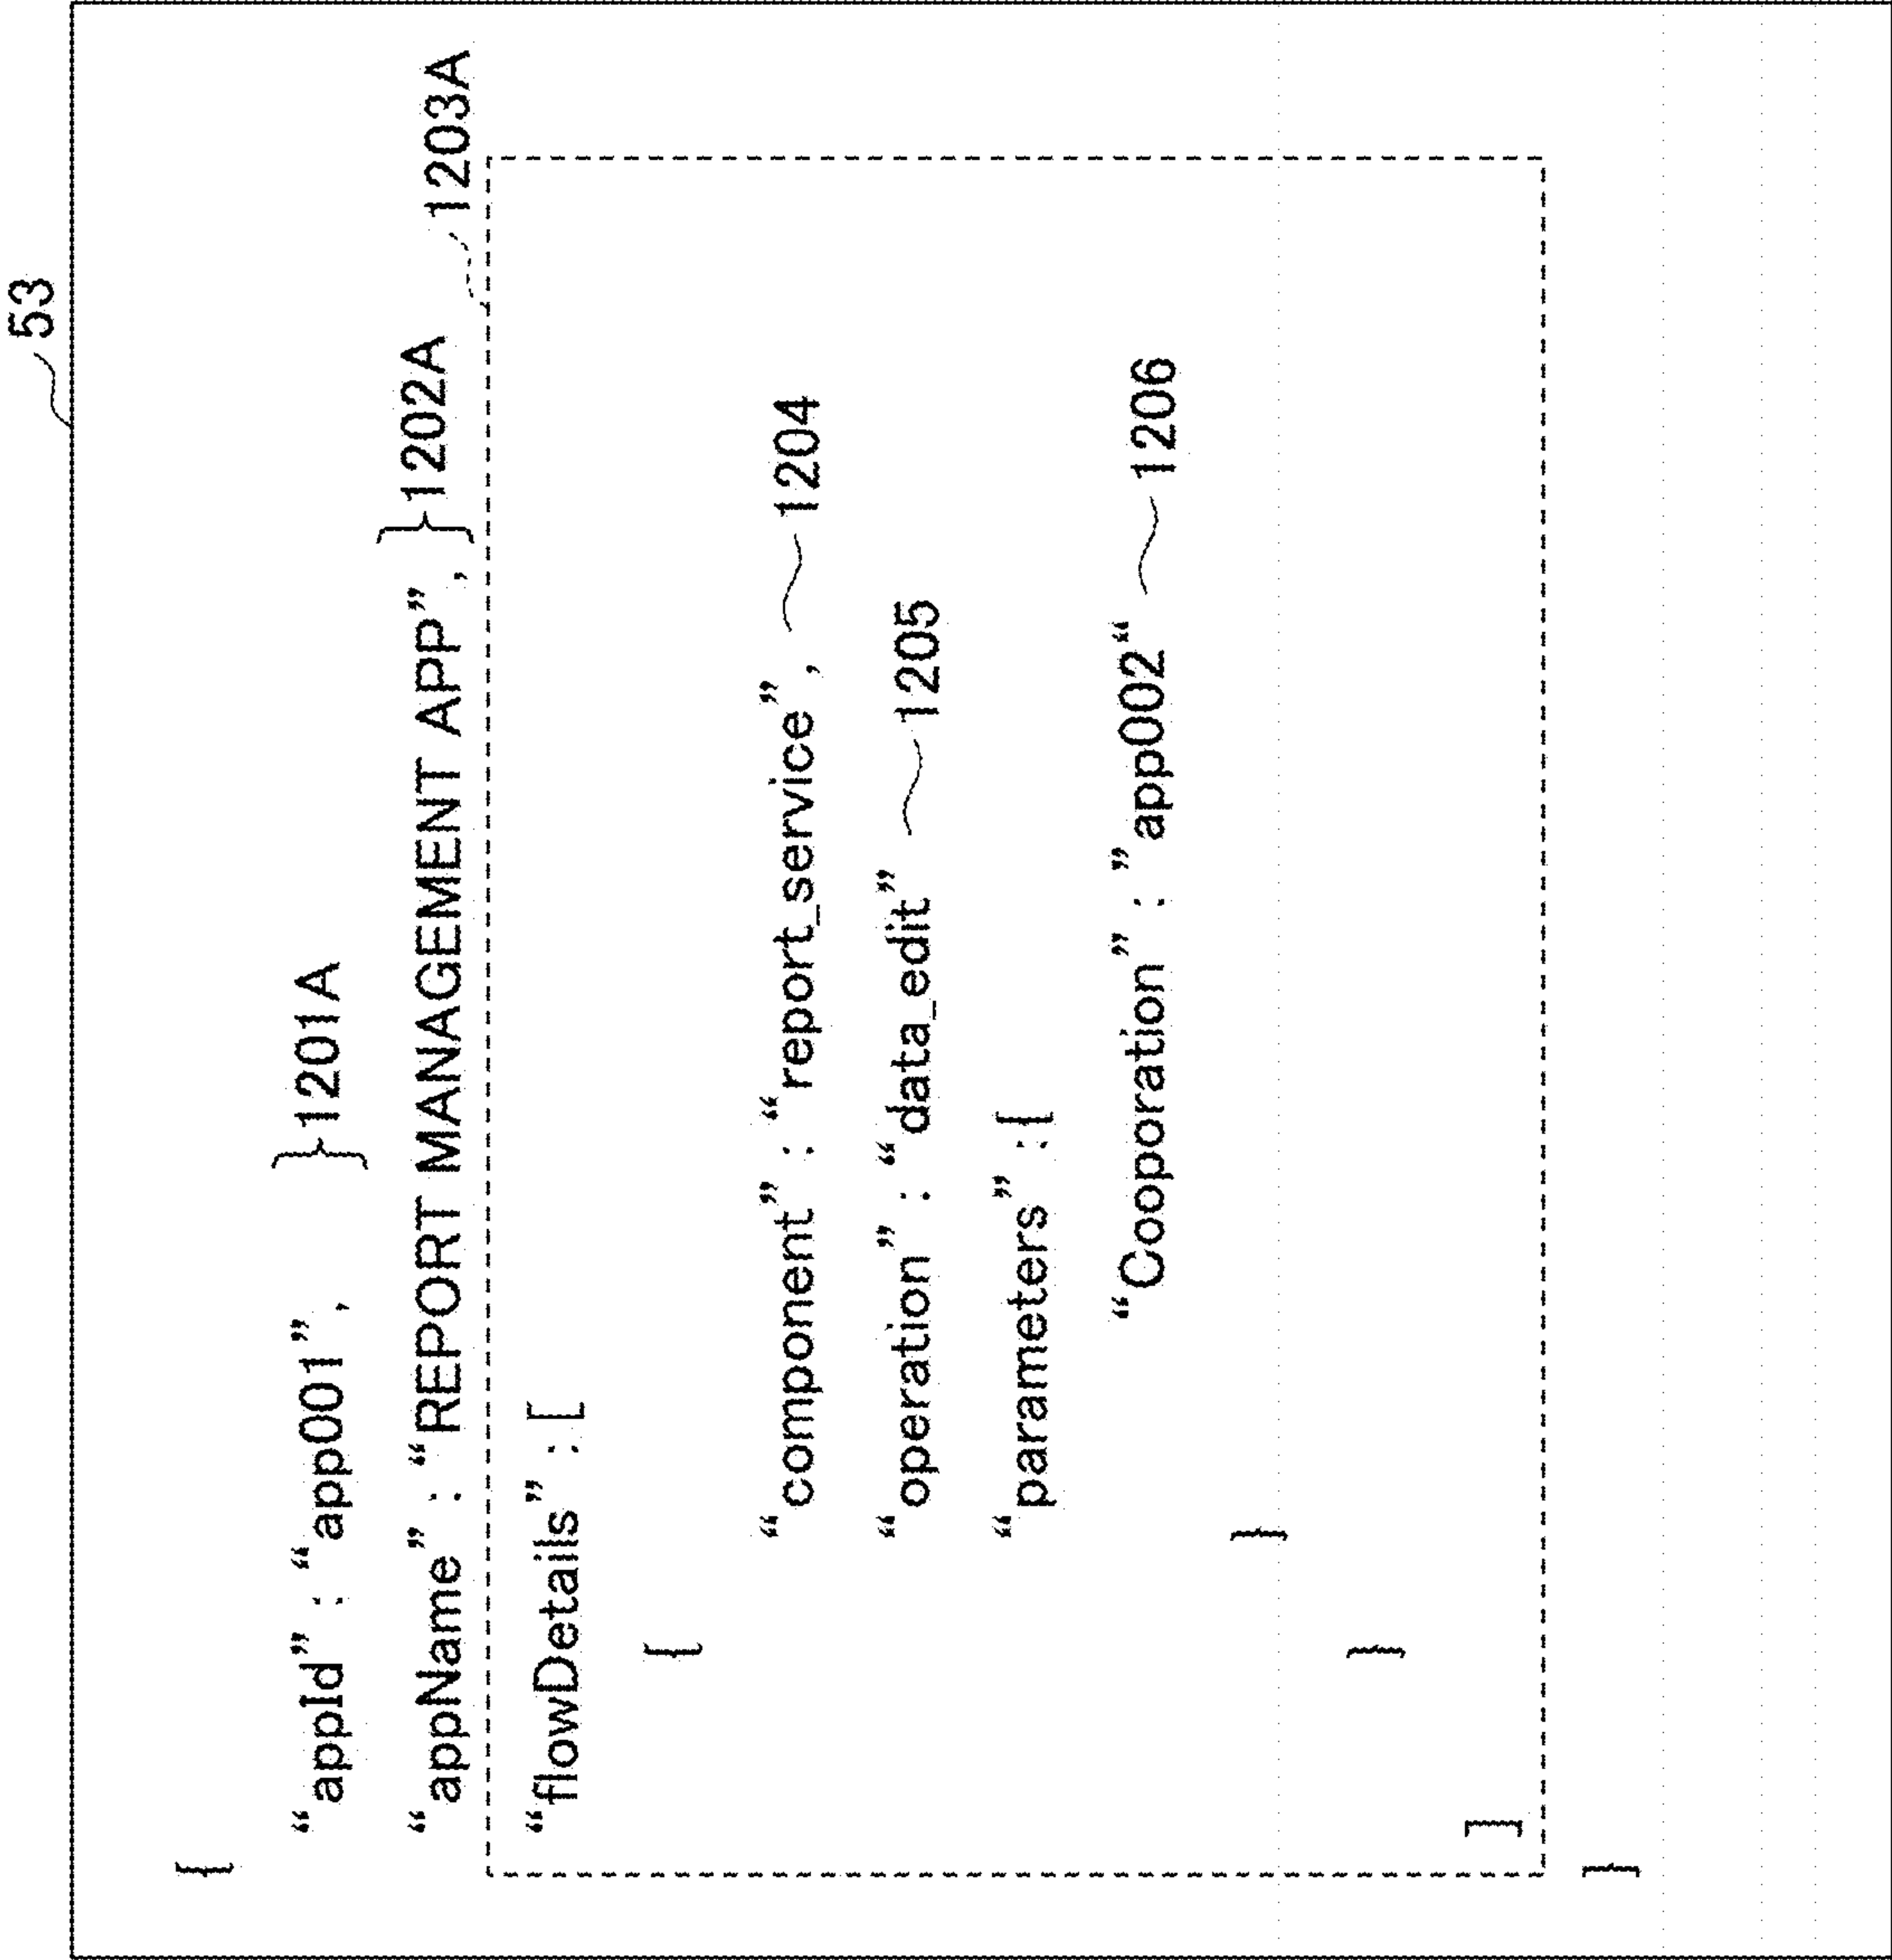 53
{
“appId” : “app001”, }1201A
“appName” : “REPORT MANAGEMENT APP”, }1202A
1203A
“flowDetails” : [
{
“component” : “report_service”, 1204
“operation” : “data_edit” 1205
“parameters” : {
“Cooporation” : ”app002“ 1206
}
}
]
}